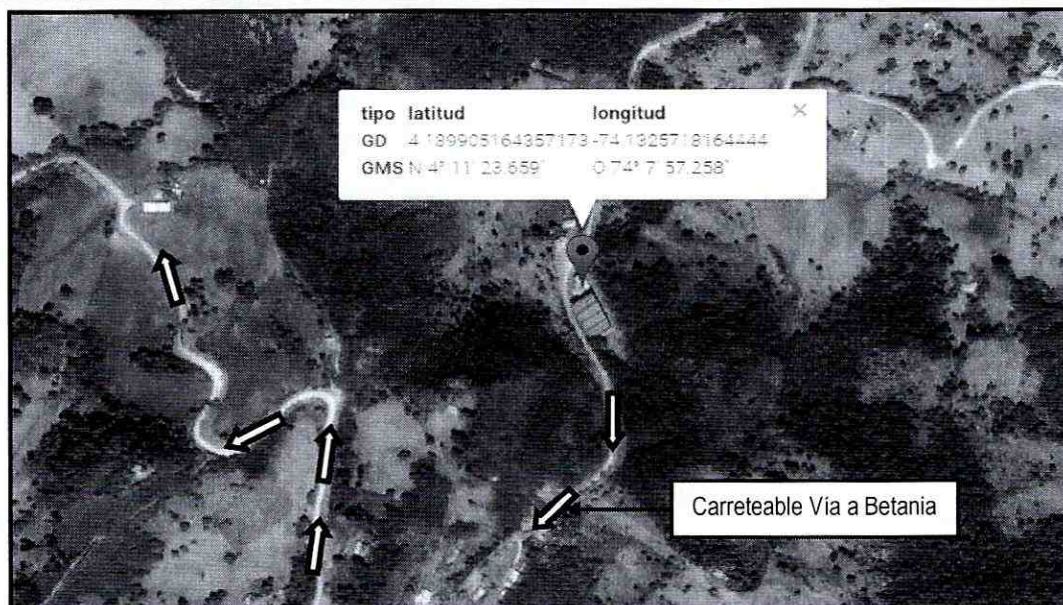 tipo latitud longitud ×
GD 4.189905164357173 -74.1325718164444
GMS N 4° 11' 23.659" O 74° 7' 57.258"
Carreteable Vía a Betania